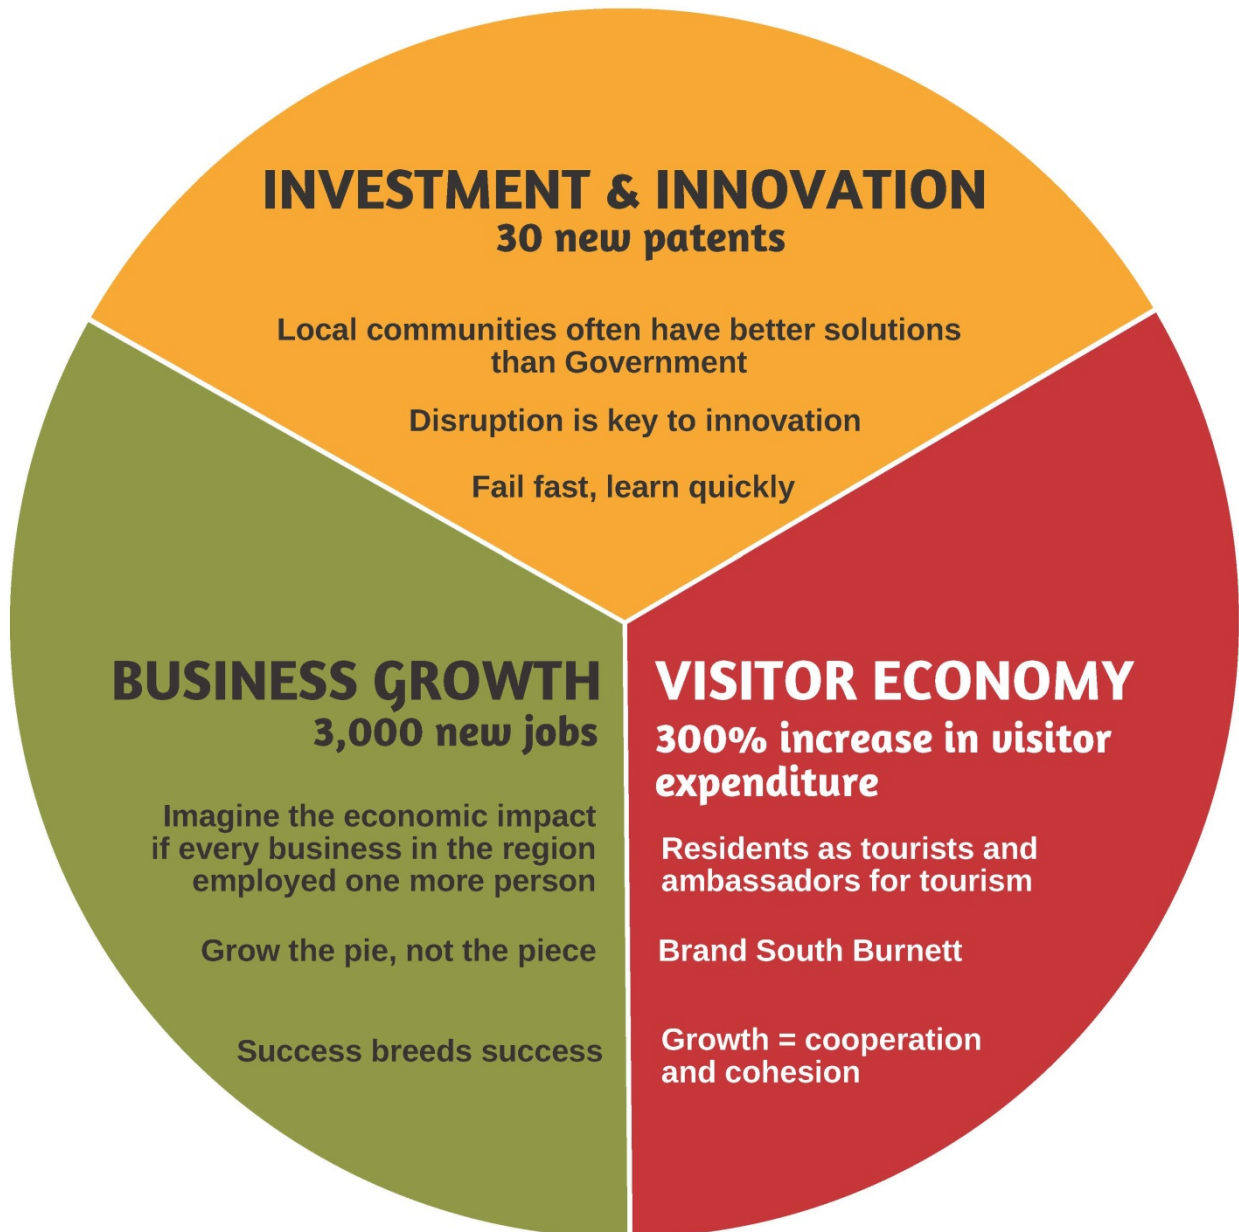 INVESTMENT & INNOVATION
30 new patents
Local communities often have better solutions
than Government
Disruption is key to innovation
Fail fast, learn quickly
BUSINESS GROWTH
3,000 new jobs
Imagine the economic impact
if every business in the region
employed one more person
Grow the pie, not the piece
Success breeds success
VISITOR ECONOMY
300% increase in visitor
expenditure
Residents as tourists and
ambassadors for tourism
Brand South Burnett
Growth = cooperation
and cohesion